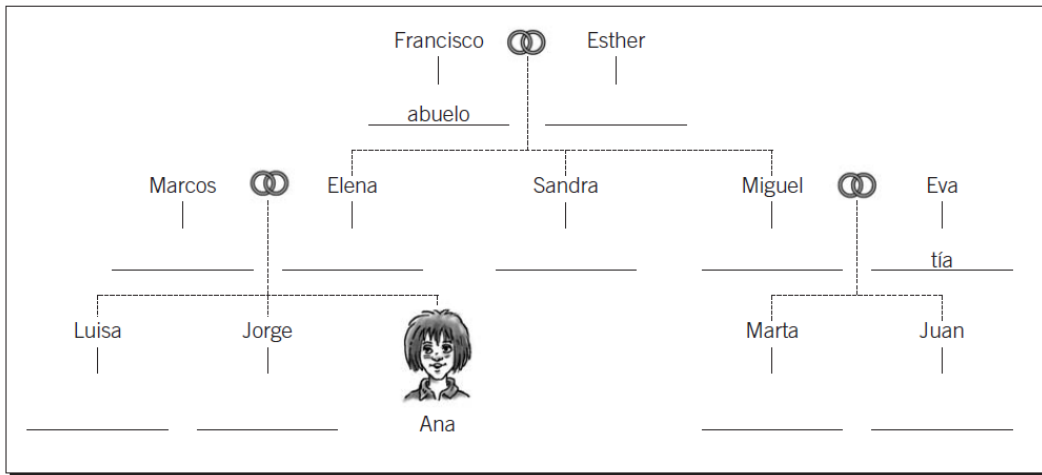 Francisco Esther
abuelo
Marcos Elena Sandra Miguel Eva
tía
Luisa Jorge Marta Juan
Ana